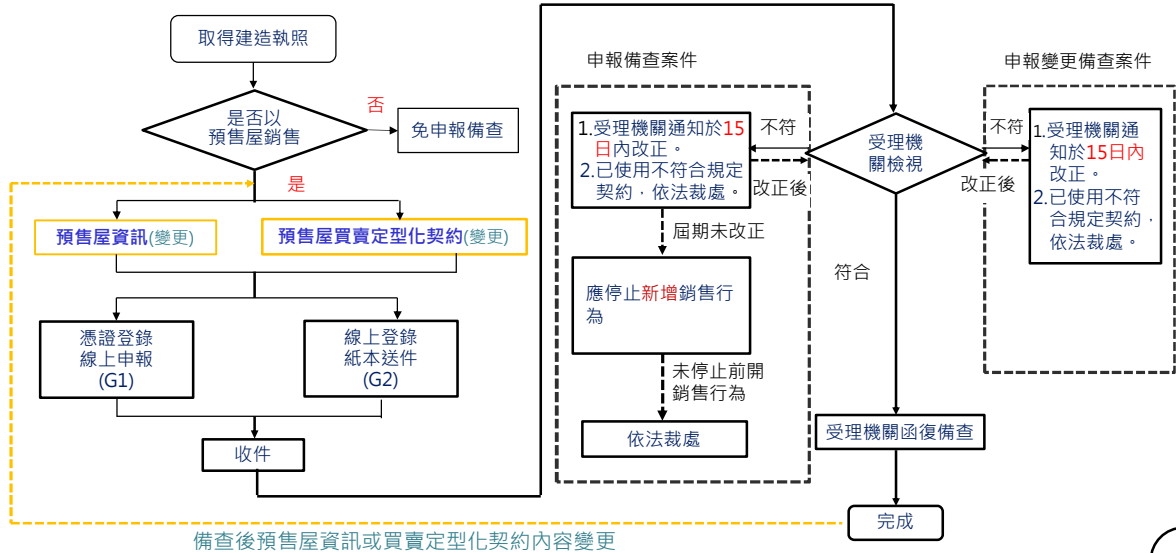 取得建造執照
是否以
預售屋銷售
否
免申報備查
是
預售屋資訊(變更)
預售屋買賣定型化契約(變更)
憑證登錄
線上申報
(G1)
線上登錄
紙本送件
(G2)
收件
申報備查案件
1.受理機關通知於15
日內改正。
2.已使用不符合規定
契約，依法裁處。
不符
改正後
屆期未改正
應停止新增銷售行
為
未停止前開
銷售行為
依法裁處
受理機
關檢視
符合
受理機關函復備查
完成
申報變更備查案件
不符
改正後
1.受理機關通
知於15日內
改正。
2.已使用不符
合規定契約，
依法裁處。
備查後預售屋資訊或買賣定型化契約內容變更